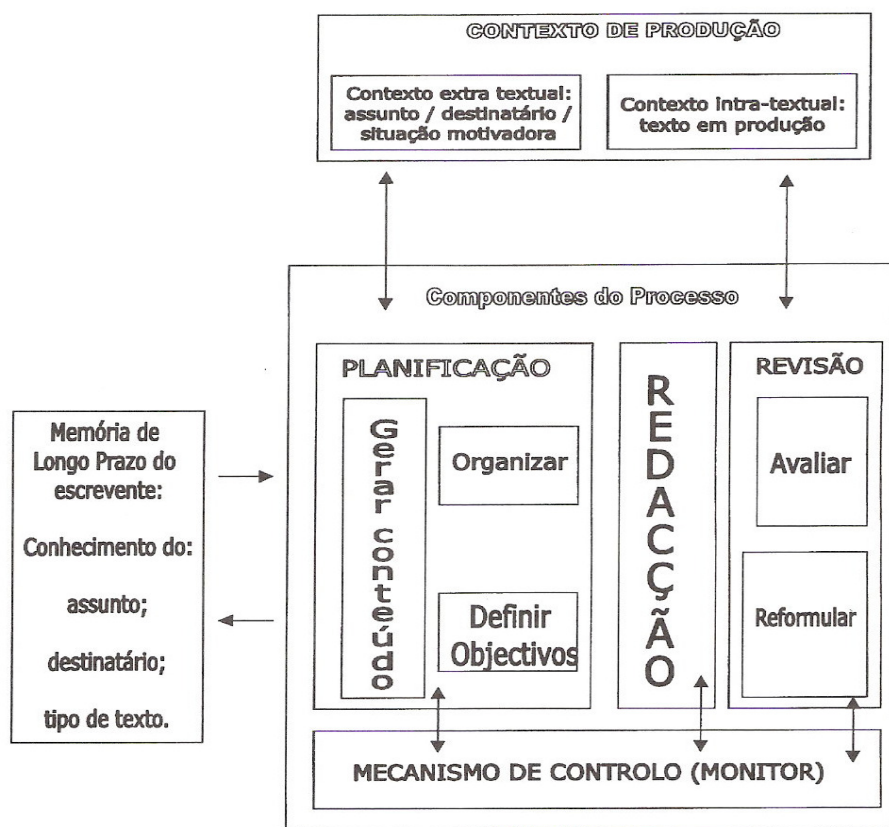 CONTEXTO DE PRODUÇÃO
Contexto extra textual:
assunto / destinatário /
situação motivadora
Contexto intra-textual:
texto em produção
Componentes do Processo
PLANIFICAÇÃO
Gerar conteúdo
Organizar
Definir
Objectivos
REDACÇÃO
REVISÃO
Avaliar
Reformular
Memória de
Longo Prazo do
escrevente:
Conhecimento do:
assunto;
destinatário;
tipo de texto.
MECANISMO DE CONTROLO (MONITOR)